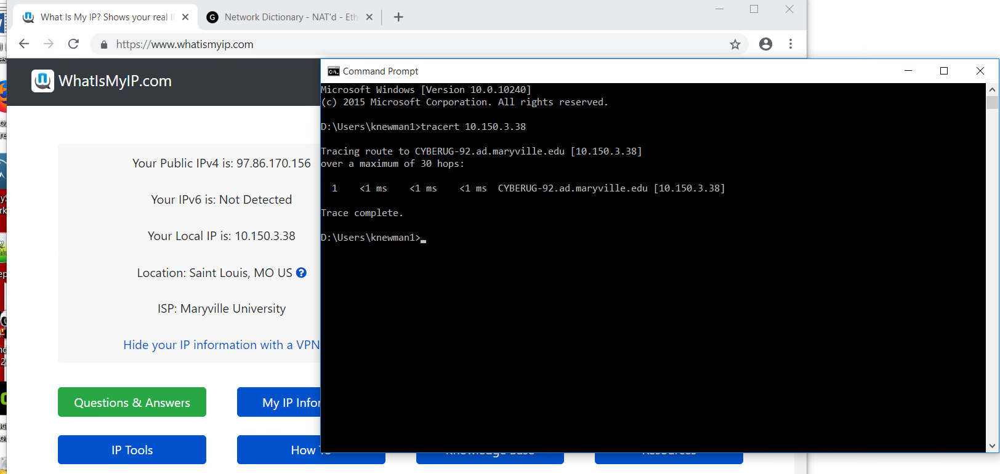 What Is My IP? Shows your real I
Network Dictionary - NAT'd - Eth
https://www.whatismyip.com
WhatIsMyIP.com
Your Public IPv4 is: 97.86.170.156
Your IPv6 is: Not Detected
Your Local IP is: 10.150.3.38
Location: Saint Louis, MO US
ISP: Maryville University
Hide your IP information with a VPN
Questions & Answers
My IP Infor
IP Tools
How To
Knowledge Base
Resources
Command Prompt
Microsoft Windows [Version 10.0.10240]
(c) 2015 Microsoft Corporation. All rights reserved.
D:\Users\knewman1>tracert 10.150.3.38
Tracing route to CYBERUG-92.ad.maryville.edu [10.150.3.38]
over a maximum of 30 hops:
1 <1 ms <1 ms <1 ms CYBERUG-92.ad.maryville.edu [10.150.3.38]
Trace complete.
D:\Users\knewman1>